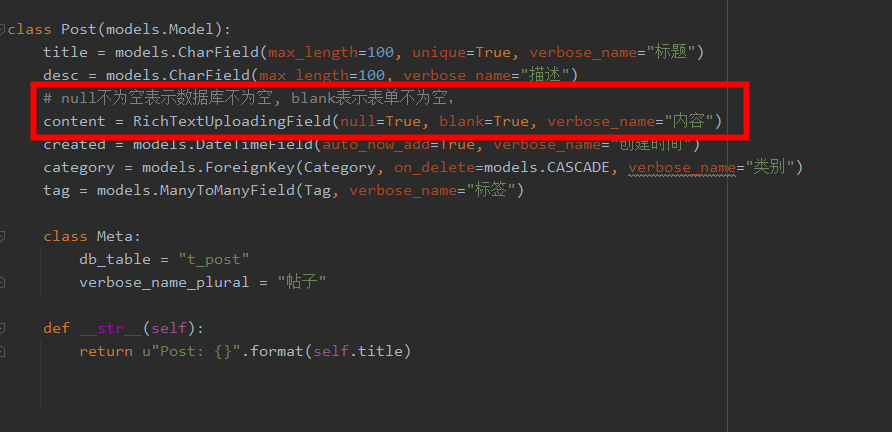 class Post(models.Model):
title = models.CharField(max_length=100, unique=True, verbose_name="标题")
desc = models.CharField(max_length=100, verbose_name="描述")
# null不为空表示数据库不为空, blank表示表单不为空，
content = RichTextUploadingField(null=True, blank=True, verbose_name="内容")
created = models.DateTimeField(auto_now_add=True, verbose_name="创建时间")
category = models.ForeignKey(Category, on_delete=models.CASCADE, verbose_name="类别")
tag = models.ManyToManyField(Tag, verbose_name="标签")
class Meta:
db_table = "t_post"
verbose_name_plural = "帖子"
def __str__(self):
return u"Post: {}".format(self.title)